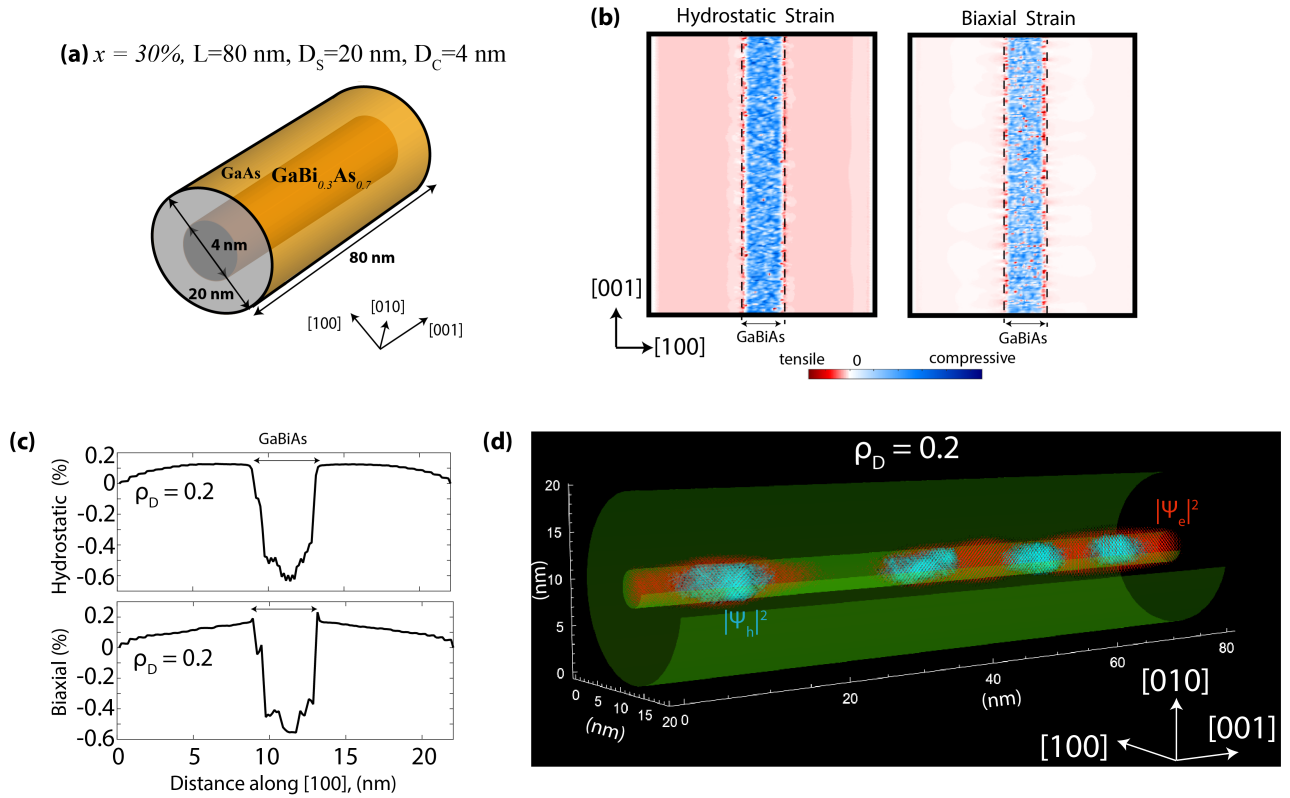 (a) x = 30%, L=80 nm, D_S=20 nm, D_C=4 nm
GaAs GaBi_0.3As_0.7
4 nm
20 nm
80 nm
[100]
[010]
[001]
(b)
Hydrostatic Strain
Biaxial Strain
[001]
[100]
GaBiAs
GaBiAs
tensile 0 compressive
(c)
GaBiAs
Hydrostatic (%)
0.2
0
-0.2
-0.4
-0.6
ρ_D = 0.2
Biaxial (%)
0.2
0
-0.2
-0.4
-0.6
ρ_D = 0.2
0 5 10 15 20
Distance along [100], (nm)
(d)
ρ_D = 0.2
|Ψ_e|²
|Ψ_h|²
20
15
10
5
0
(nm)
0 5 10 15 20
(nm)
0 20 40 60 80
(nm)
[010]
[001]
[100]